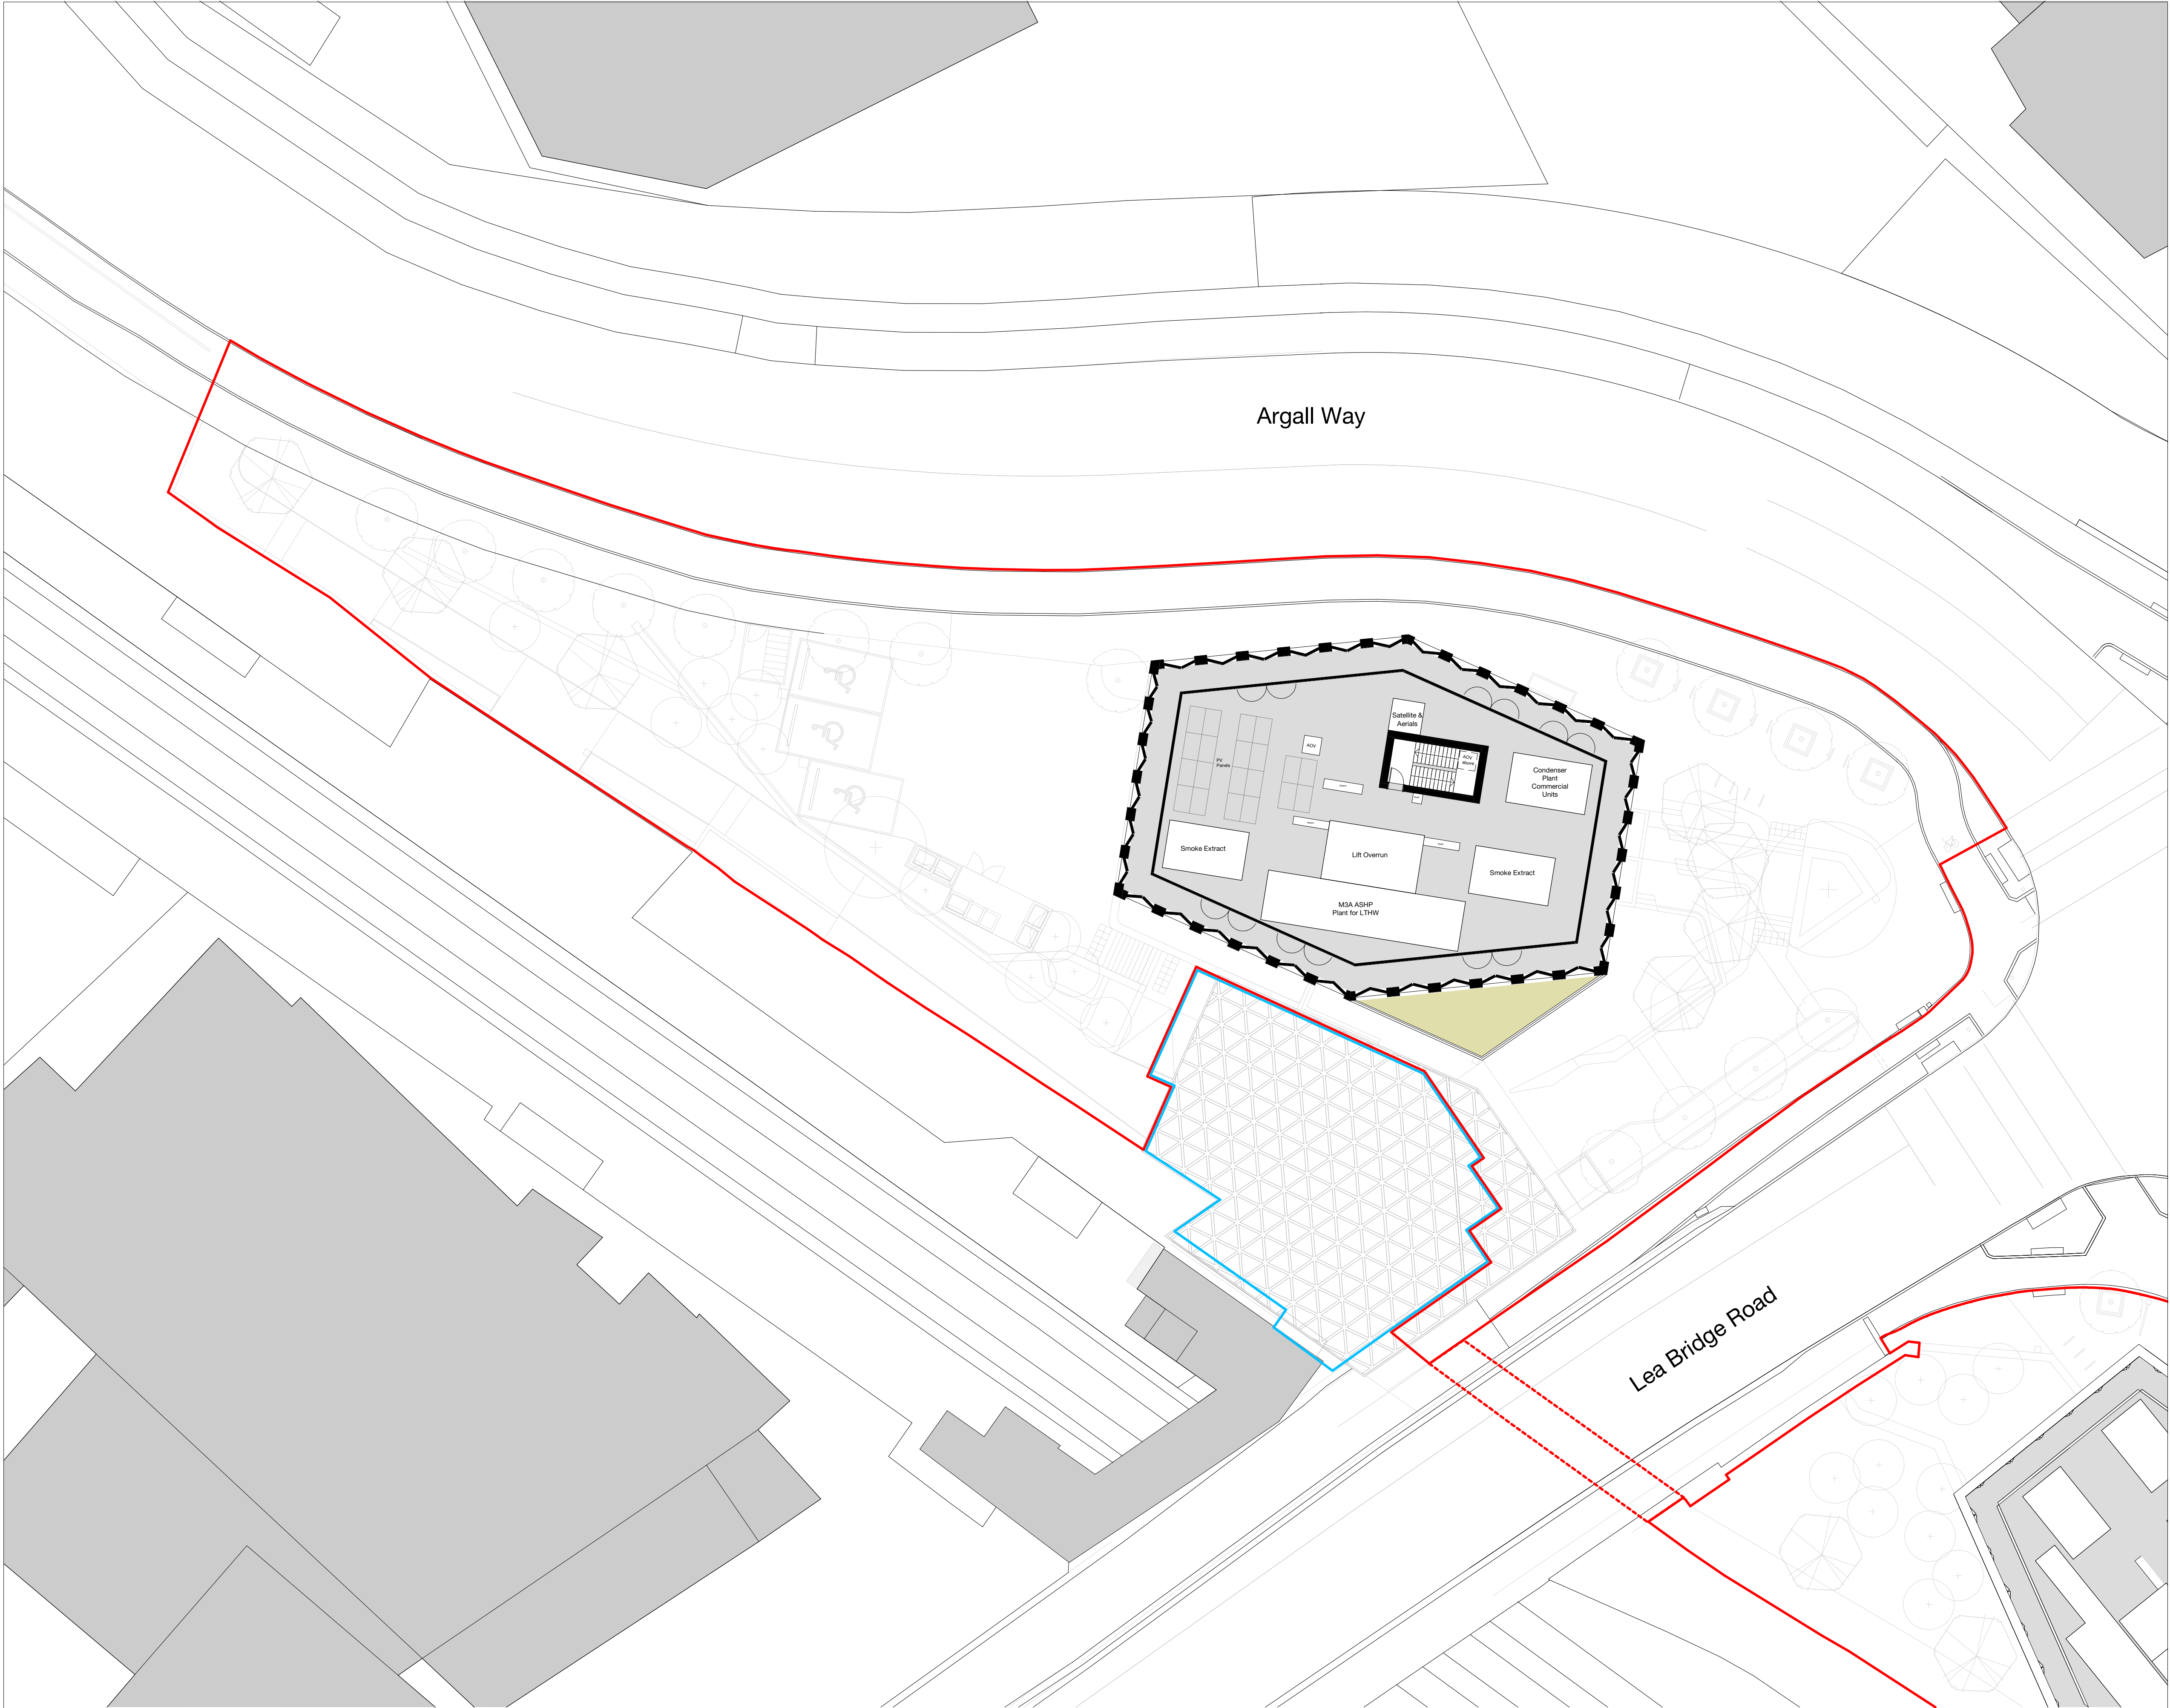 Argall Way
Satellite &
Aerials
AOV
AOV
above
PV
Panels
Condenser
Plant
Commercial
Units
Smoke Extract
Lift Overrun
Smoke Extract
M3A ASHP
Plant for LTHW
Lea Bridge Road